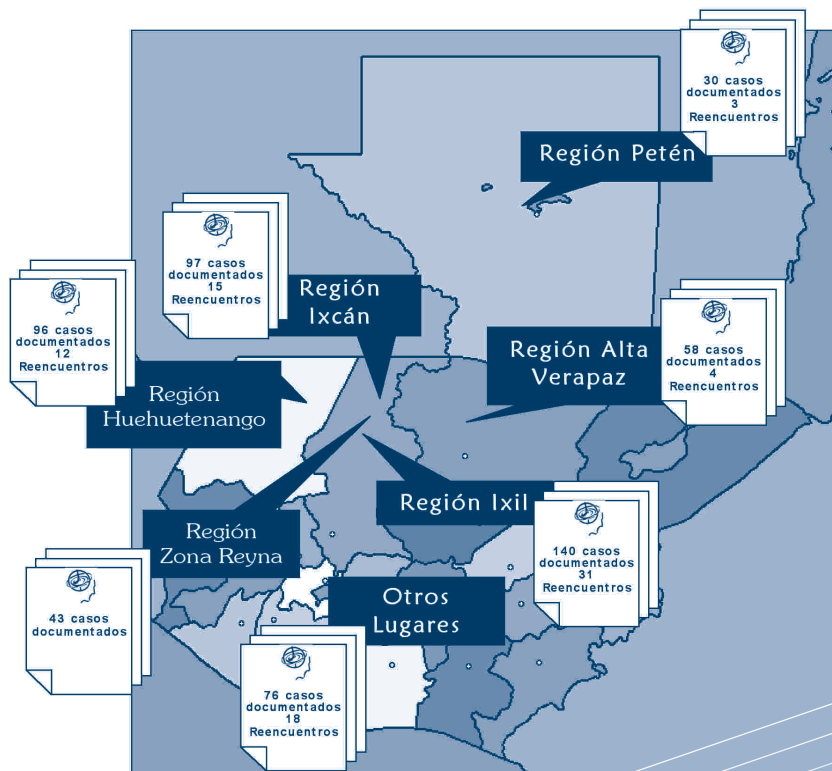 30 casos
documentados
3
Reencuentros
Región Petén
97 casos
documentados
15
Reencuentros
Región
Ixcán
96 casos
documentados
12
Reencuentros
Región
Huehuetenango
Región Alta
Verapaz
58 casos
documentados
4
Reencuentros
Región Ixil
140 casos
documentados
31
Reencuentros
Región
Zona Reyna
43 casos
documentados
Otros
Lugares
76 casos
documentados
18
Reencuentros